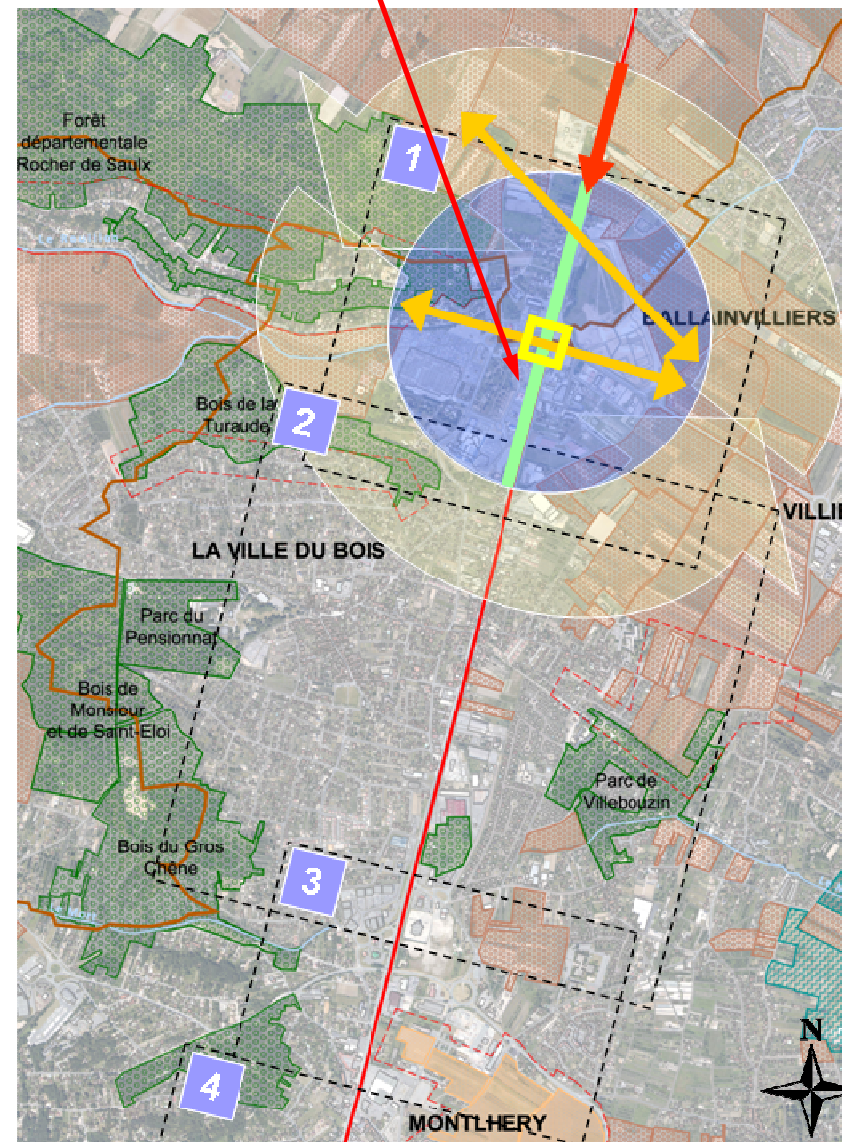 Forêt
départementale
Rocher de Saulx
1
BALLAINVILLIERS
Bois de la
Turaude
2
VILLIE
LA VILLE DU BOIS
Parc du
Pensionnat
Bois de
Monsieur
et de Saint-Eloi
Parc de
Villebouzin
Bois du Gros
Chêne
3
4
N
MONTLHERY